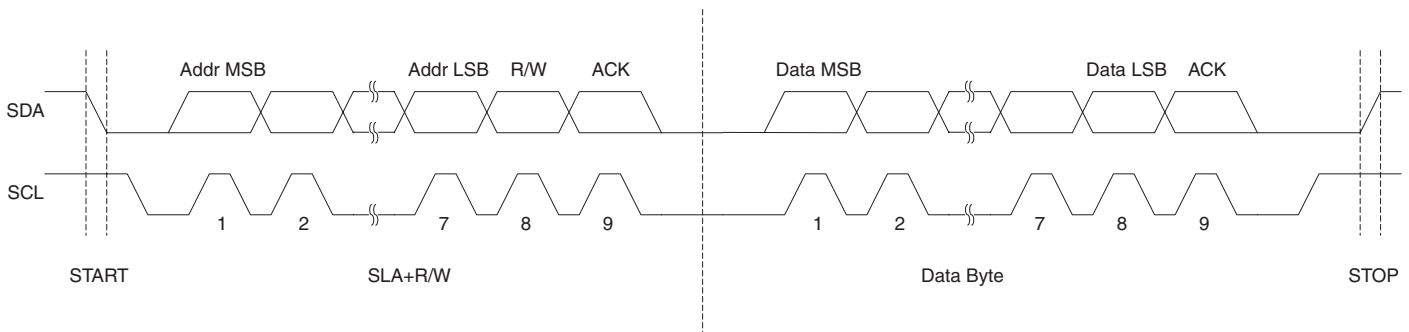 Addr MSB Addr LSB R/W ACK Data MSB Data LSB ACK
SDA
SCL
1 2 7 8 9 1 2 7 8 9
START SLA+R/W Data Byte STOP